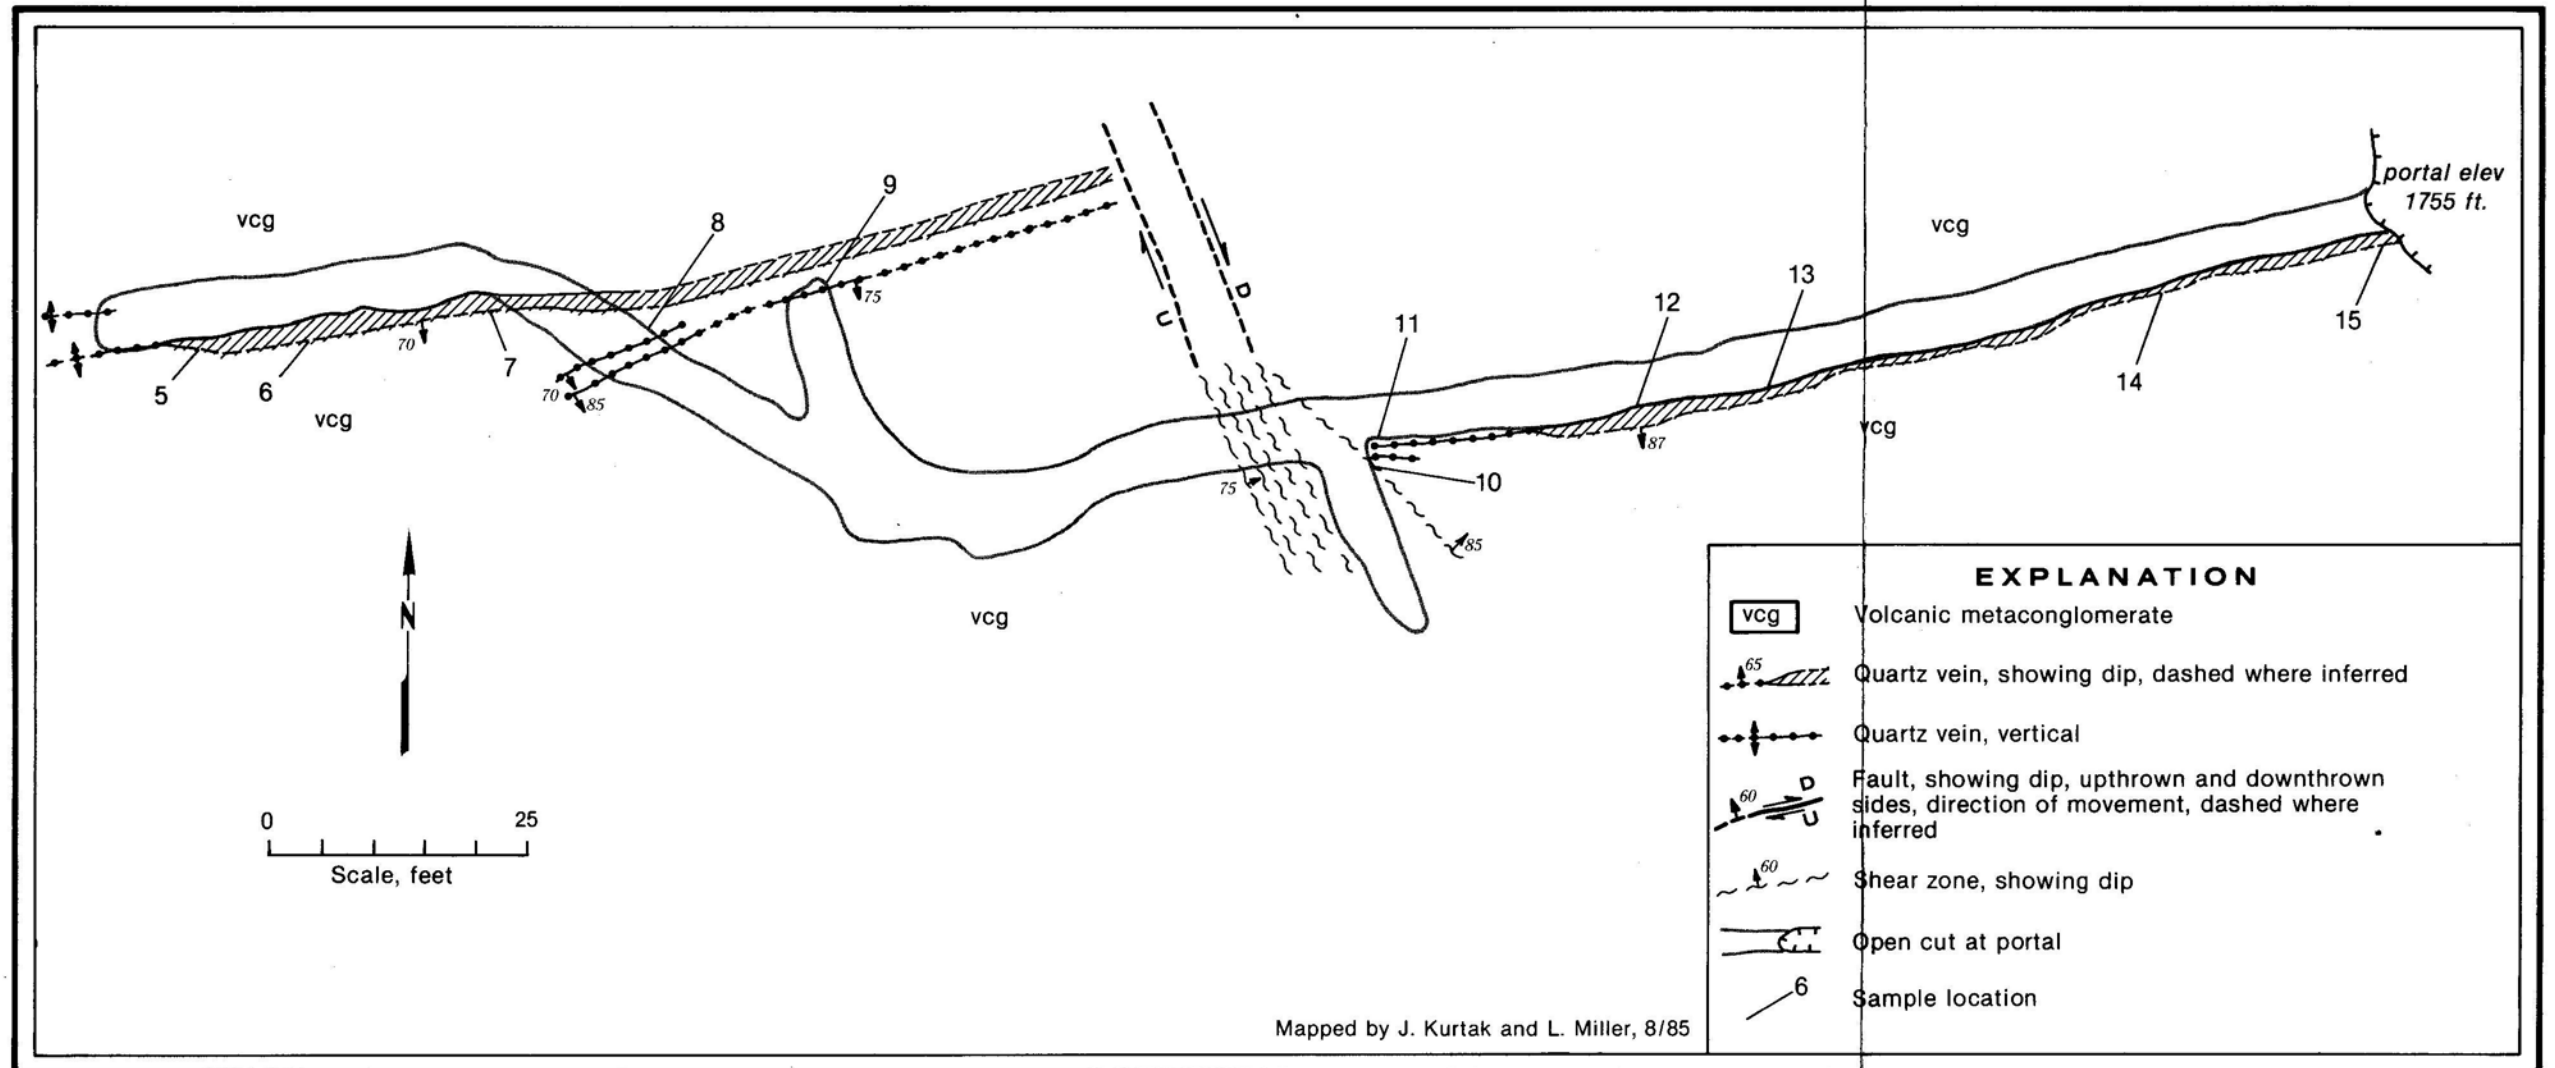 portal elev
1755 ft.
vcg
vcg
8
9
13
12
11
15
14
D
U
75
70
7
6
5
vcg
70
85
87
vcg
10
75
85
vcg
N
0 25
Scale, feet
Mapped by J. Kurtak and L. Miller, 8/85
EXPLANATION
vcg Volcanic metaconglomerate
65 Quartz vein, showing dip, dashed where inferred
Quartz vein, vertical
60 D U Fault, showing dip, upthrown and downthrown
sides, direction of movement, dashed where
inferred
60 Shear zone, showing dip
Open cut at portal
6 Sample location